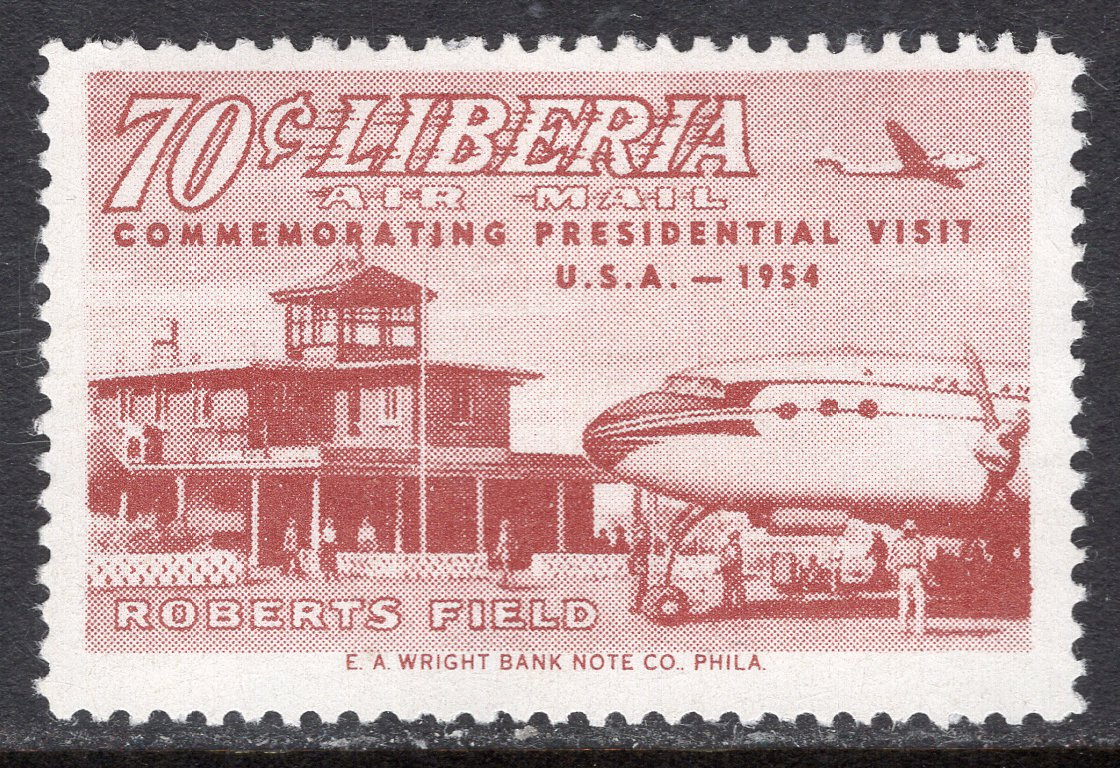 70¢ LIBERIA
AIR MAIL
COMMEMORATING PRESIDENTIAL VISIT
U.S.A. — 1954
ROBERTS FIELD
E. A. WRIGHT BANK NOTE CO., PHILA.